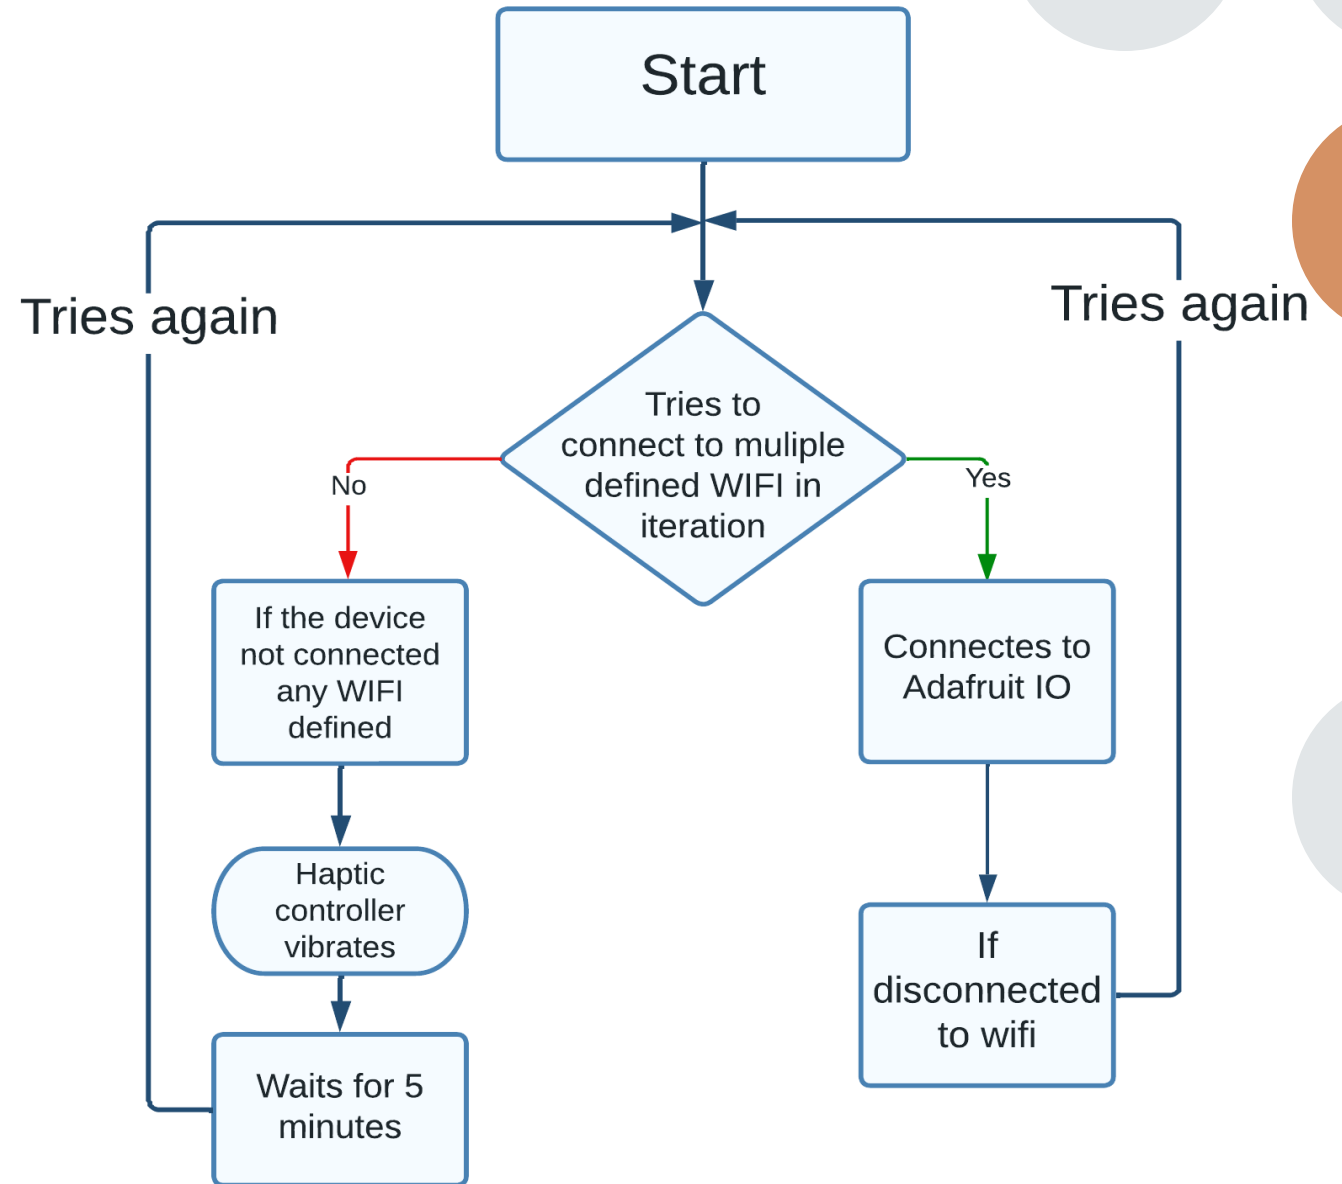 Start
Tries again
Tries again
Tries to
connect to muliple
defined WIFI in
iteration
No
Yes
If the device
not connected
any WIFI
defined
Connectes to
Adafruit IO
Haptic
controller
vibrates
If
disconnected
to wifi
Waits for 5
minutes